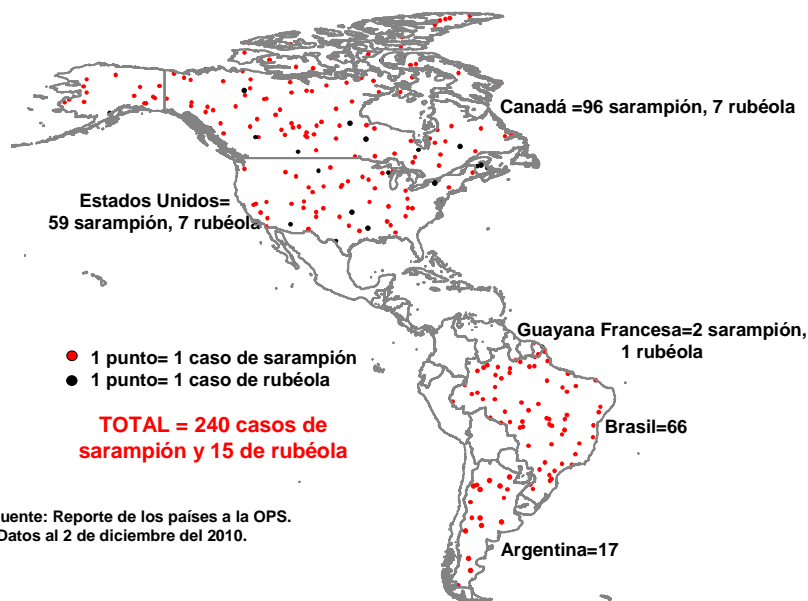 Canadá =96 sarampión, 7 rubéola
Estados Unidos=
59 sarampión, 7 rubéola
Guayana Francesa=2 sarampión,
1 rubéola
1 punto= 1 caso de sarampión
1 punto= 1 caso de rubéola
TOTAL = 240 casos de
sarampión y 15 de rubéola
Brasil=66
uente: Reporte de los países a la OPS.
Datos al 2 de diciembre del 2010.
Argentina=17